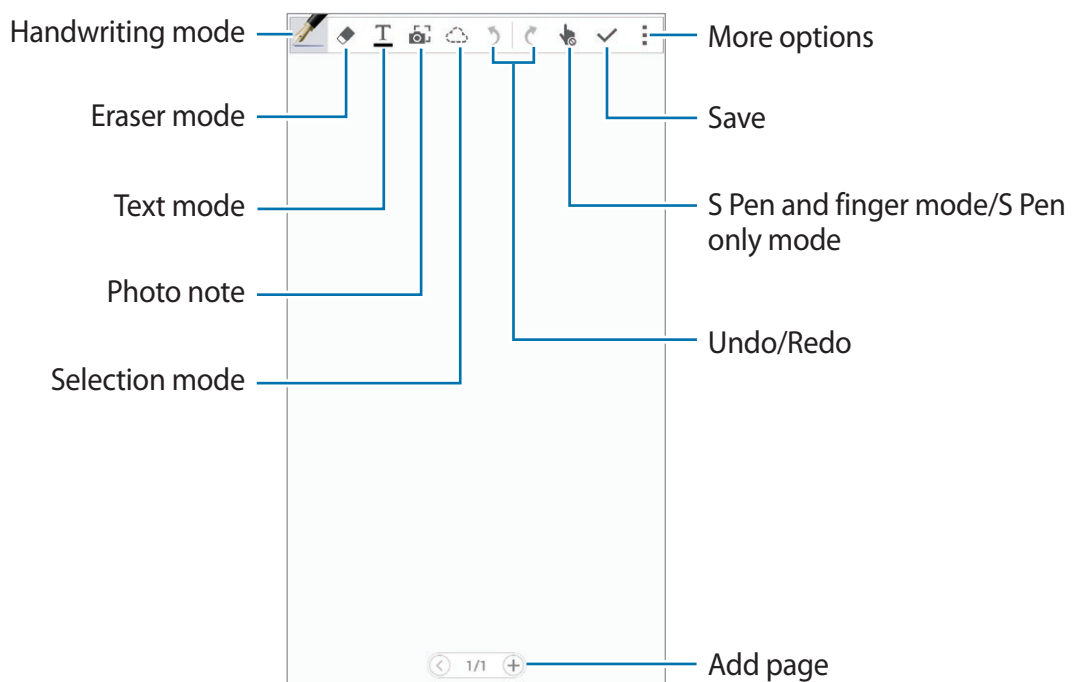 Handwriting mode
Eraser mode
Text mode
Photo note
Selection mode
T
More options
Save
S Pen and finger mode/S Pen
only mode
Undo/Redo
1/1
Add page